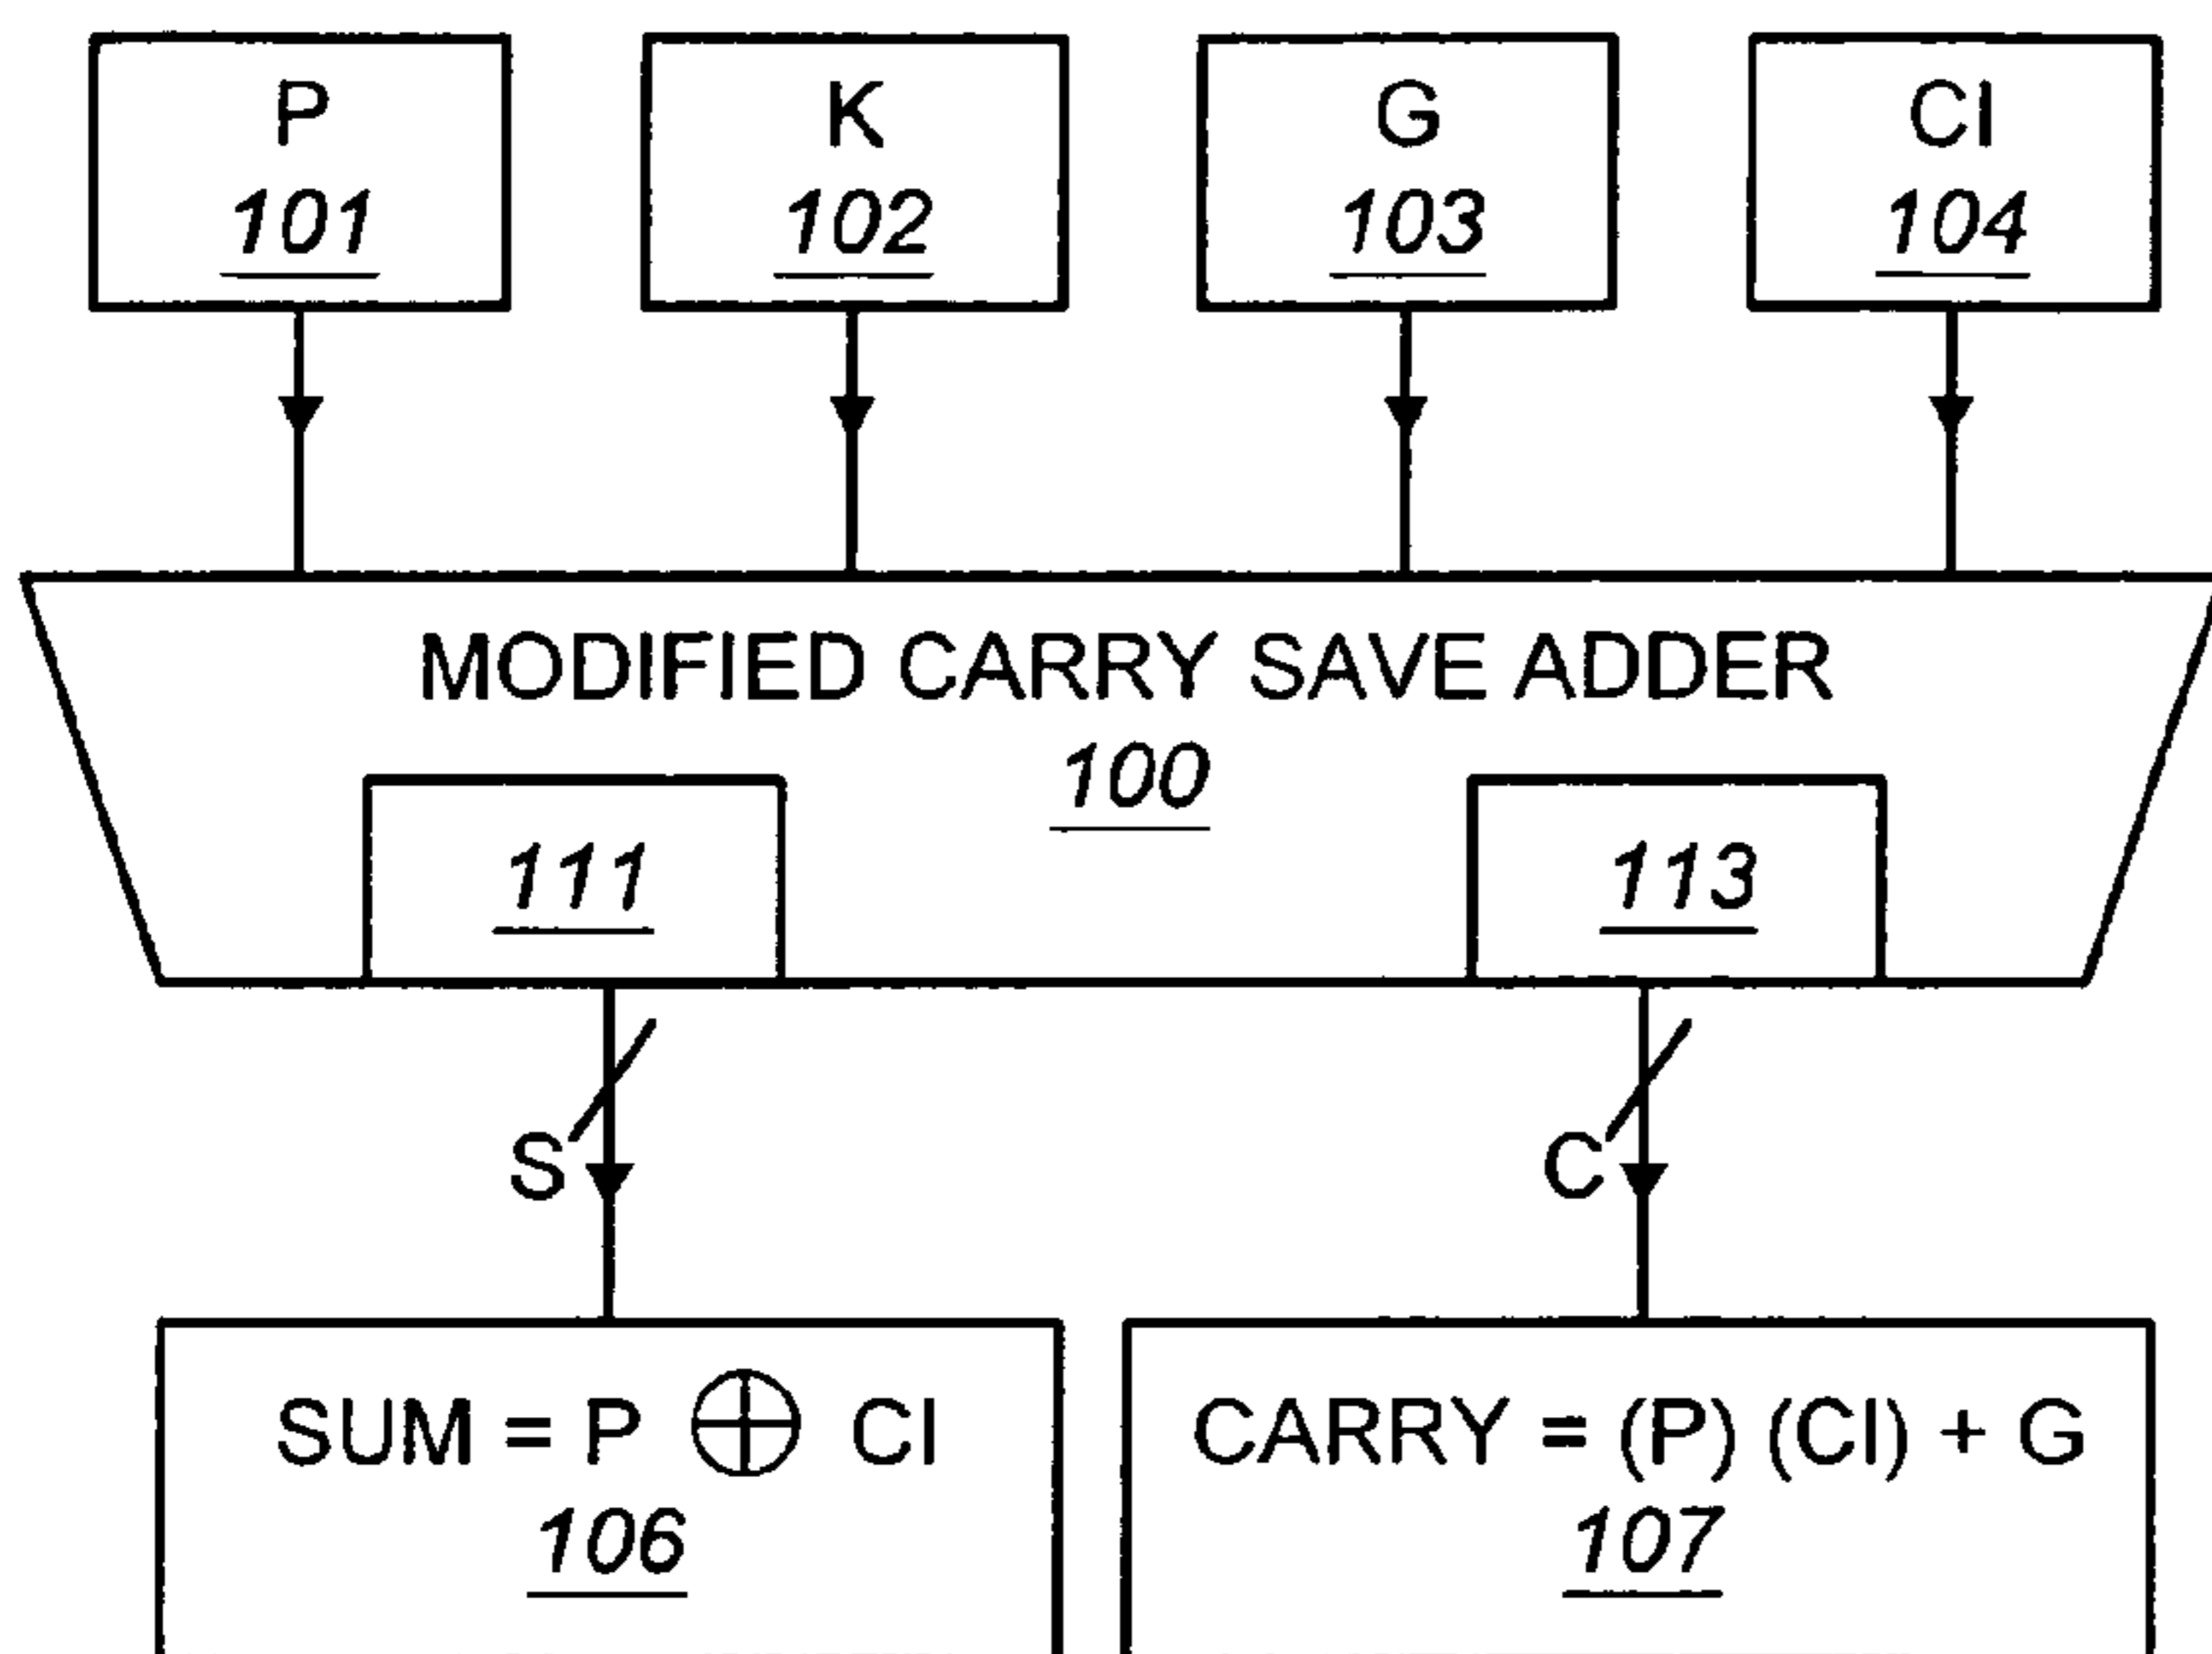 P
101
K
102
G
103
CI
104
MODIFIED CARRY SAVE ADDER
100
111
113
S
C
SUM = P ⊕ CI
106
CARRY = (P) (CI) + G
107